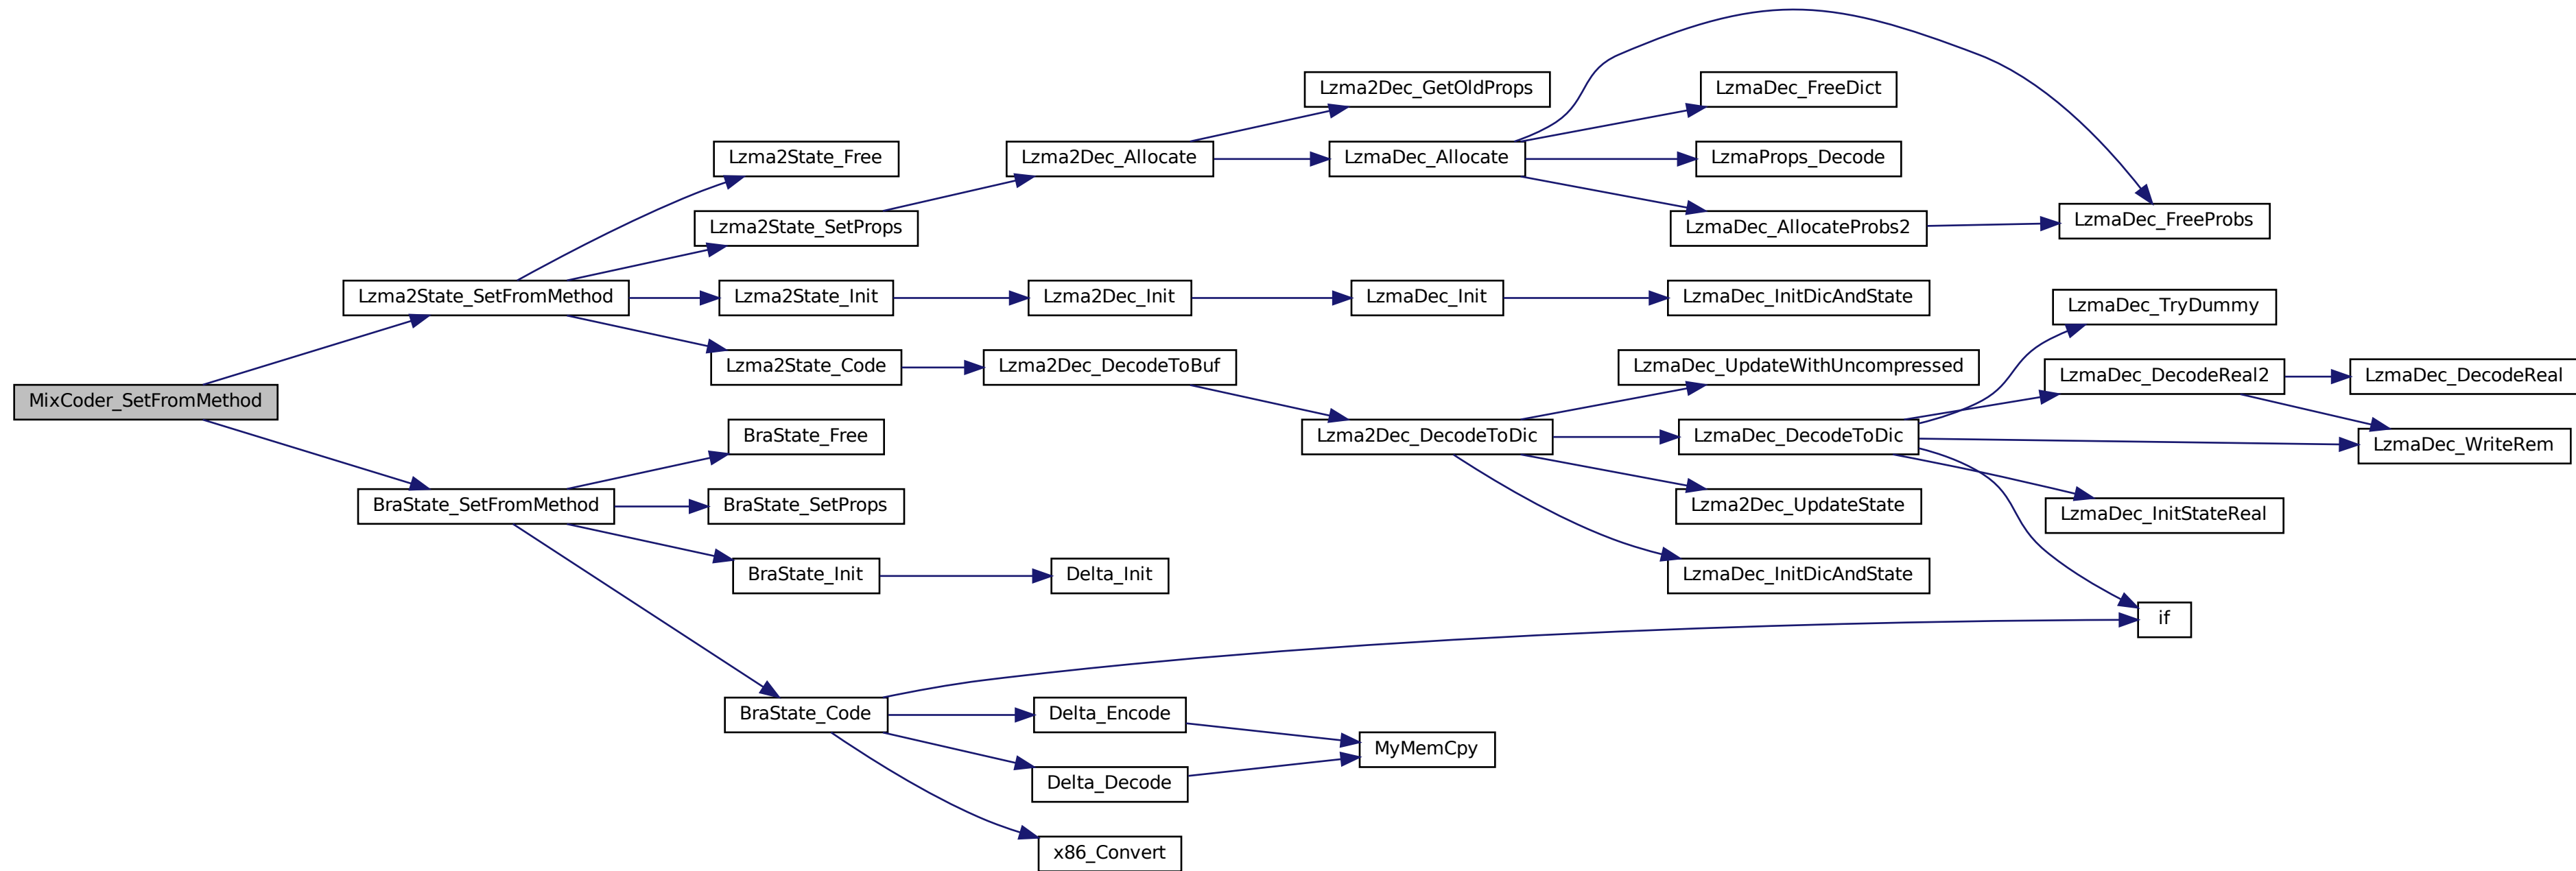 Lzma2Dec_GetOldProps
LzmaDec_FreeDict
Lzma2State_Free
Lzma2Dec_Allocate
LzmaDec_Allocate
LzmaProps_Decode
Lzma2State_SetProps
LzmaDec_AllocateProbs2
LzmaDec_FreeProbs
Lzma2State_SetFromMethod
Lzma2State_Init
Lzma2Dec_Init
LzmaDec_Init
LzmaDec_InitDicAndState
LzmaDec_TryDummy
Lzma2State_Code
Lzma2Dec_DecodeToBuf
LzmaDec_UpdateWithUncompressed
LzmaDec_DecodeReal2
LzmaDec_DecodeReal
MixCoder_SetFromMethod
BraState_Free
Lzma2Dec_DecodeToDic
LzmaDec_DecodeToDic
LzmaDec_WriteRem
BraState_SetFromMethod
BraState_SetProps
Lzma2Dec_UpdateState
LzmaDec_InitStateReal
BraState_Init
Delta_Init
LzmaDec_InitDicAndState
if
BraState_Code
Delta_Encode
MyMemCpy
Delta_Decode
x86_Convert